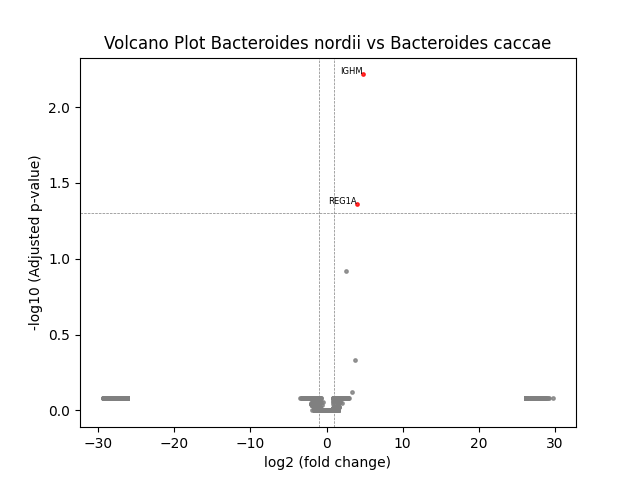 Volcano Plot Bacteroides nordii vs Bacteroides caccae
IGHM
REG1A
2.0
1.5
1.0
0.5
0.0
-log10 (Adjusted p-value)
−30 −20 −10 0 10 20 30
log2 (fold change)